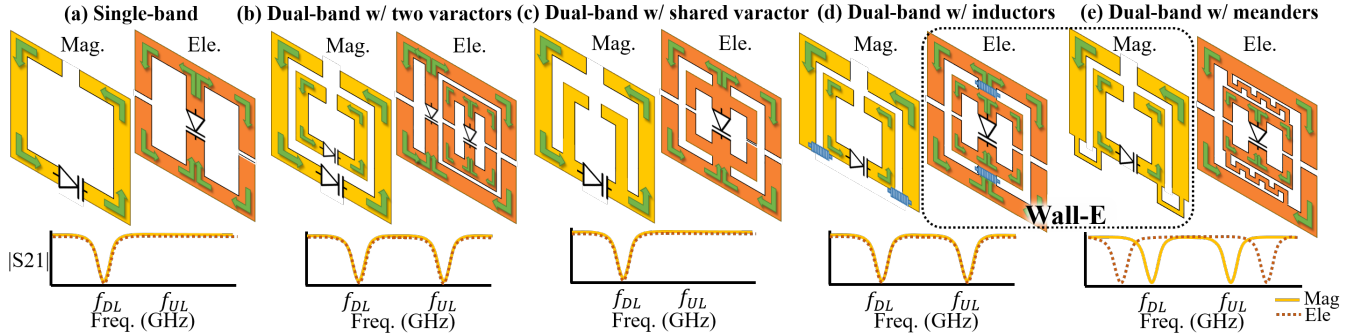 (a) Single-band
(b) Dual-band w/ two varactors
(c) Dual-band w/ shared varactor
(d) Dual-band w/ inductors
(e) Dual-band w/ meanders
Mag.
Ele.
Mag.
Ele.
Mag.
Ele.
Mag.
Ele.
Mag.
Ele.
Wall-E
|S21|
f_DL f_UL
Freq. (GHz)
f_DL f_UL
Freq. (GHz)
f_DL f_UL
Freq. (GHz)
f_DL f_UL
Freq. (GHz)
f_DL f_UL
Freq. (GHz)
Mag
Ele